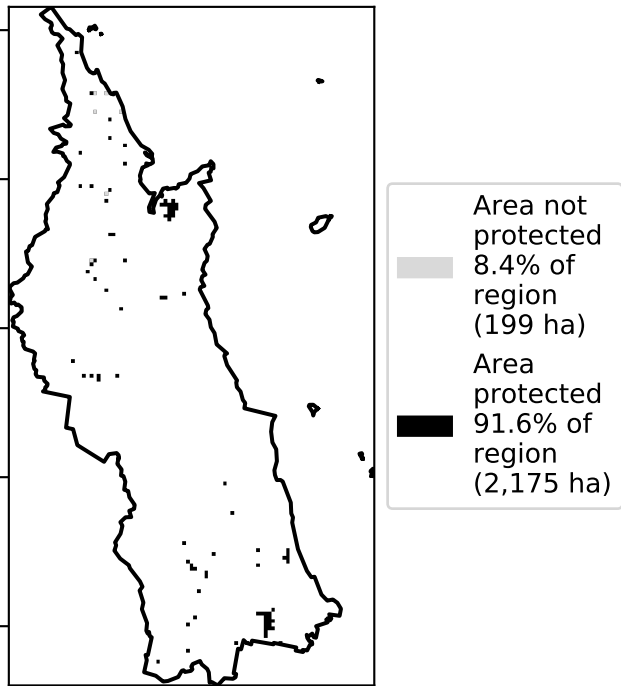 Area not
protected
8.4% of
region
(199 ha)
Area
protected
91.6% of
region
(2,175 ha)